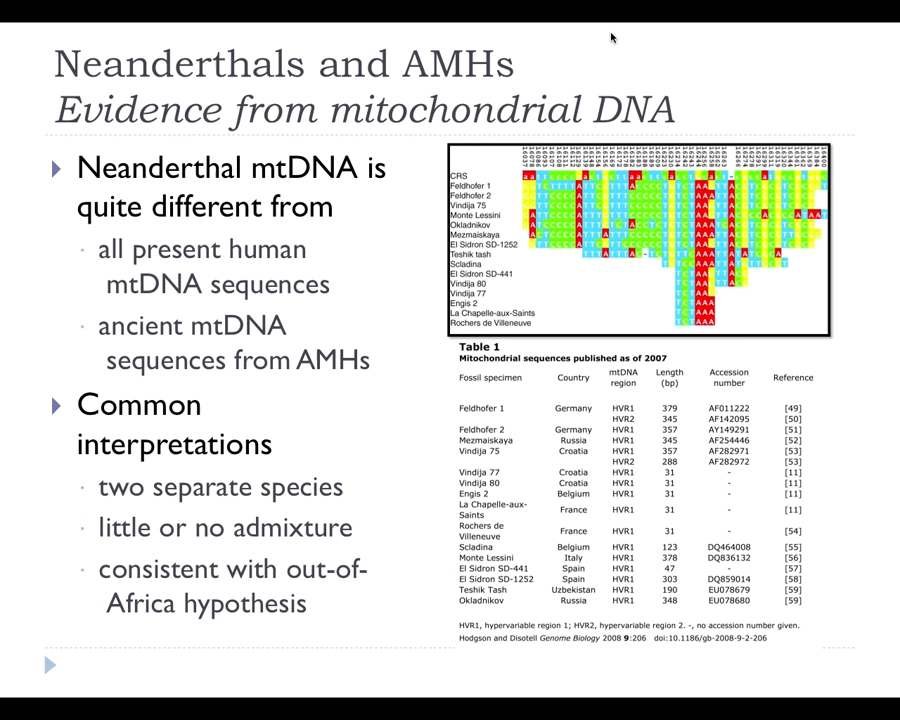 Neanderthals and AMHs
Evidence from mitochondrial DNA
Neanderthal mtDNA is
quite different from
all present human
mtDNA sequences
ancient mtDNA
sequences from AMHs
Common
interpretations
two separate species
little or no admixture
consistent with out-of-
Africa hypothesis
CRS
Feldhofer 1
Feldhofer 2
Vindija 75
Monte Lessini
Okladnikov
Mezmaiskaya
El Sidron SD-1252
Teshik tash
Scladina
El Sidron SD-441
Vindija 80
Vindija 77
Engis 2
La Chapelle-aux-Saints
Rochers de Villeneuve
Table 1
Mitochondrial sequences published as of 2007
Fossil specimen Country mtDNA region Length (bp) Accession number Reference
Feldhofer 1 Germany HVR1 379 AF011222 [49]
HVR2 345 AF142095 [50]
Feldhofer 2 Germany HVR1 357 AY149291 [51]
Mezmaiskaya Russia HVR1 345 AF254446 [52]
Vindija 75 Croatia HVR1 357 AF282971 [53]
HVR2 288 AF282972 [53]
Vindija 77 Croatia HVR1 31 - [11]
Vindija 80 Croatia HVR1 31 - [11]
Engis 2 Belgium HVR1 31 - [11]
La Chapelle-aux-Saints France HVR1 31 - [11]
Rochers de Villeneuve France HVR1 31 - [54]
Scladina Belgium HVR1 123 DQ464008 [55]
Monte Lessini Italy HVR1 378 DQ836132 [56]
El Sidron SD-441 Spain HVR1 47 - [57]
El Sidron SD-1252 Spain HVR1 303 DQ859014 [58]
Teshik Tash Uzbekistan HVR1 190 EU078679 [59]
Okladnikov Russia HVR1 348 EU078680 [59]
HVR1, hypervariable region 1; HVR2, hypervariable region 2. -, no accession number given.
Hodgson and Disotell Genome Biology 2008 9:206 doi:10.1186/gb-2008-9-2-206